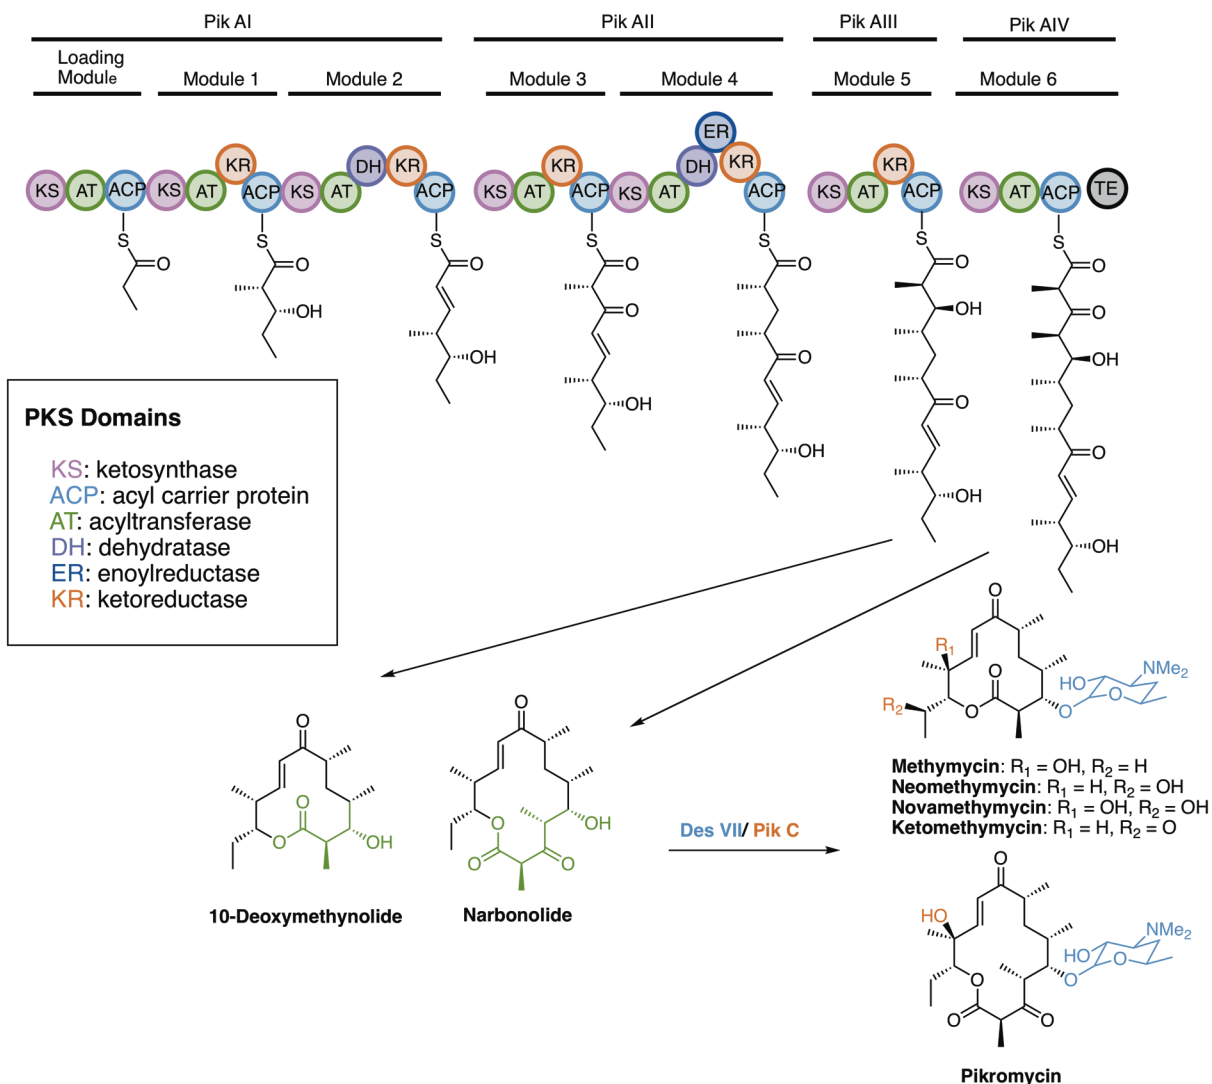 Pik AI
Pik AII
Pik AIII
Pik AIV
Loading
Module
Module 1
Module 2
Module 3
Module 4
Module 5
Module 6
KS AT ACP KS AT KR ACP KS AT DH KR ACP
KS AT KR ACP KS AT DH ER KR ACP
KS AT KR ACP
KS AT ACP TE
S
O
S
O
OH
S
O
OH
S
O
O
OH
S
O
O
OH
S
O
OH
O
OH
S
O
O
OH
O
OH
PKS Domains
KS: ketosynthase
ACP: acyl carrier protein
AT: acyltransferase
DH: dehydratase
ER: enoylreductase
KR: ketoreductase
O
O
O
OH
10-Deoxymethynolide
O
O
OH
O
O
Narbonolide
Des VII/ Pik C
O
R1
O
R2
O
O
HO
O
NMe2
Methymycin: R1 = OH, R2 = H
Neomethymycin: R1 = H, R2 = OH
Novamethymycin: R1 = OH, R2 = OH
Ketomethymycin: R1 = H, R2 = O
O
HO
O
O
O
O
HO
O
NMe2
Pikromycin